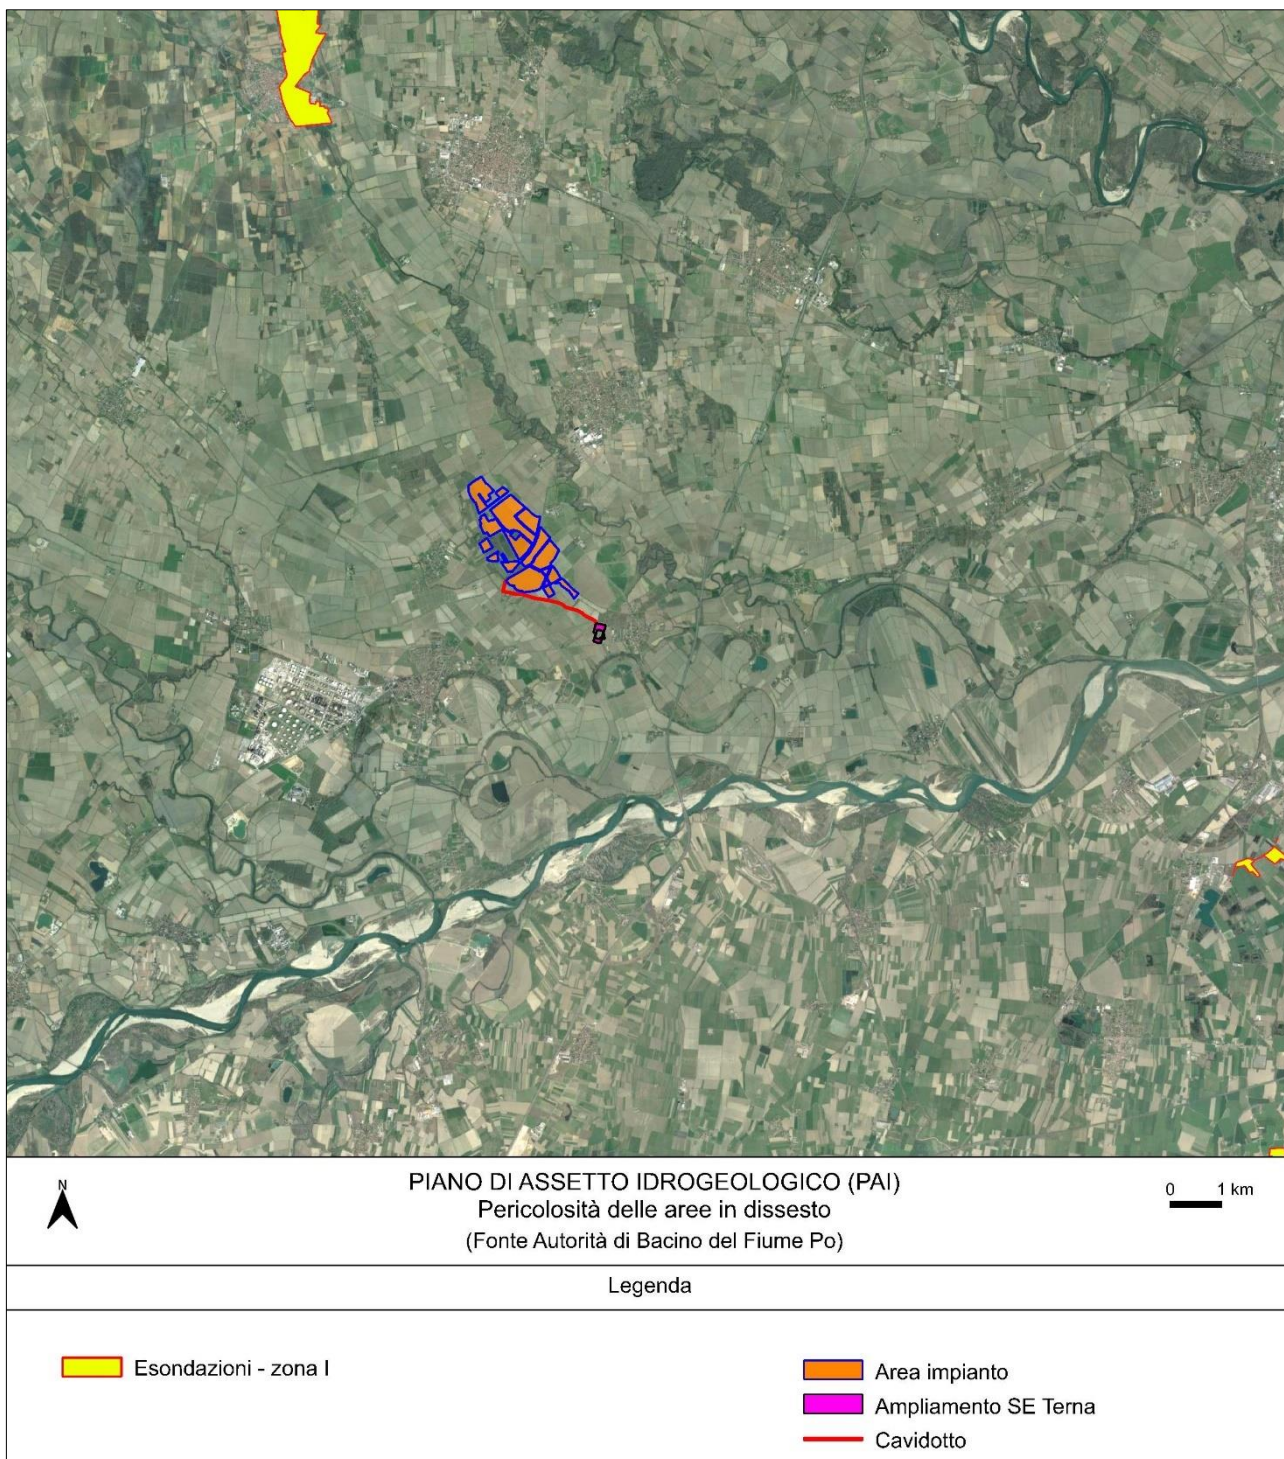 PIANO DI ASSETTO IDROGEOLOGICO (PAI)
Pericolosità delle aree in dissesto
(Fonte Autorità di Bacino del Fiume Po)
N
0 1 km
Legenda
Esondazioni - zona I
Area impianto
Ampliamento SE Terna
Cavidotto